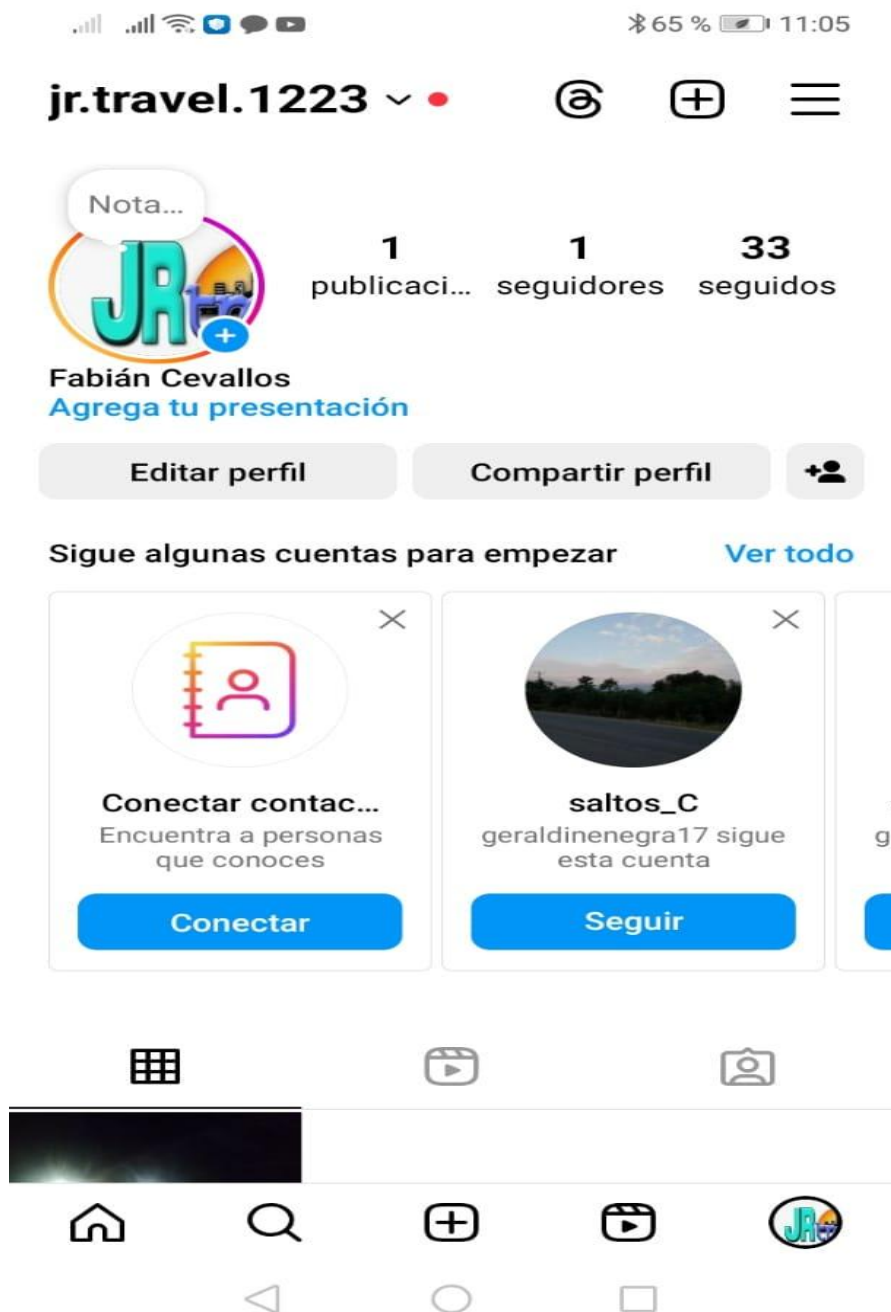 65 % 11:05
jr.travel.1223
Nota...
JR
1 1 33
publicaci... seguidores seguidos
Fabián Cevallos
Agrega tu presentación
Editar perfil Compartir perfil
Sigue algunas cuentas para empezar Ver todo
Conectar contac... saltos_C
Encuentra a personas geraldinenegra17 sigue g
que conoces esta cuenta
Conectar Seguir
JR